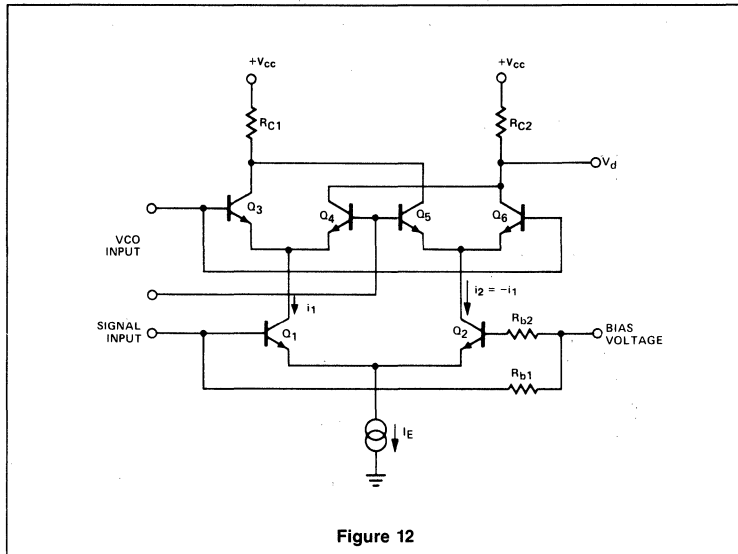 +Vcc
+Vcc
RC1
RC2
Vd
Q3
Q4
Q5
Q6
VCO
INPUT
i1
i2 = -i1
SIGNAL
INPUT
Q1
Q2
Rb2
BIAS
VOLTAGE
Rb1
IE
Figure 12